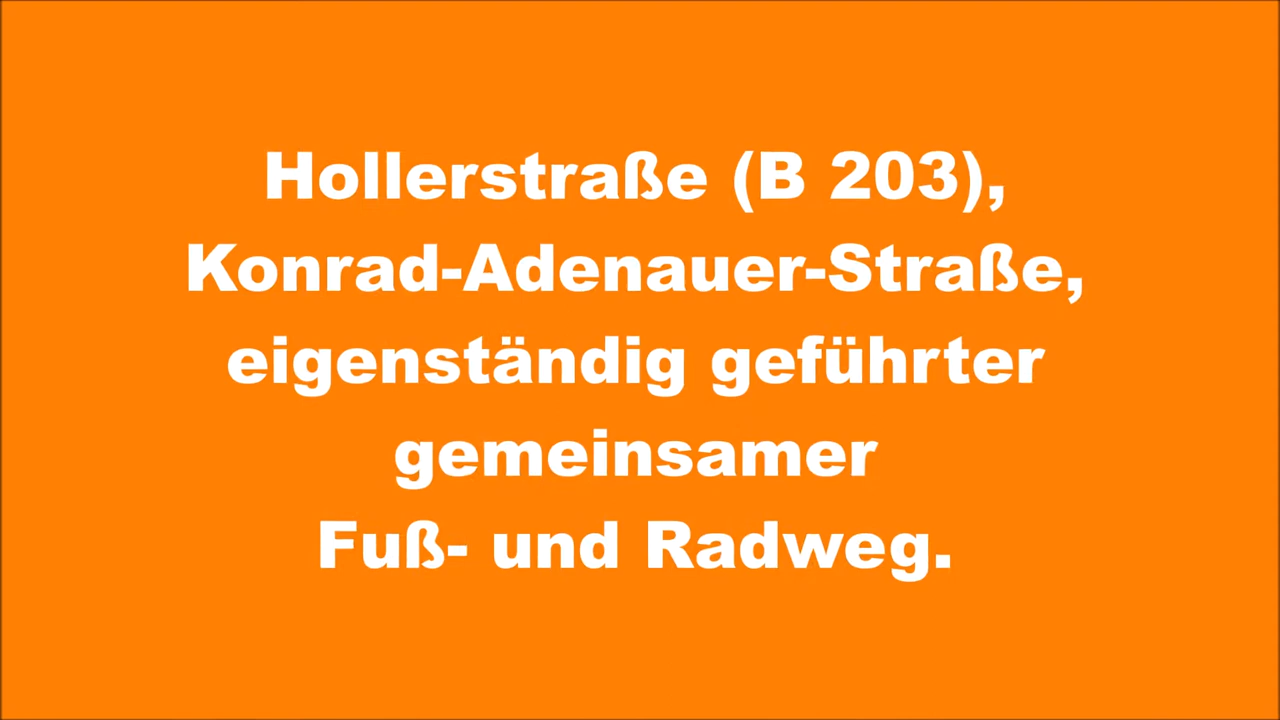 Hollerstraße (B 203),
Konrad-Adenauer-Straße,
eigenständig geführter
gemeinsamer
Fuß- und Radweg.